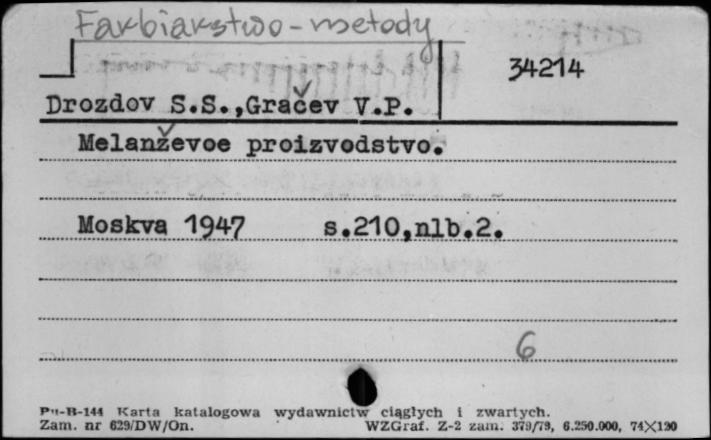 Farbiarstwo - metody
34214
Drozdov S.S.,Gračev V.P.
Melanževoe proizvodstvo.
Moskva 1947 s.210,nlb.2.
6
Pu-B-144 Karta katalogowa wydawnictw ciągłych i zwartych.
Zam. nr 629/DW/On. WZGraf. Z-2 zam. 379/79, 6.250.000, 74X120